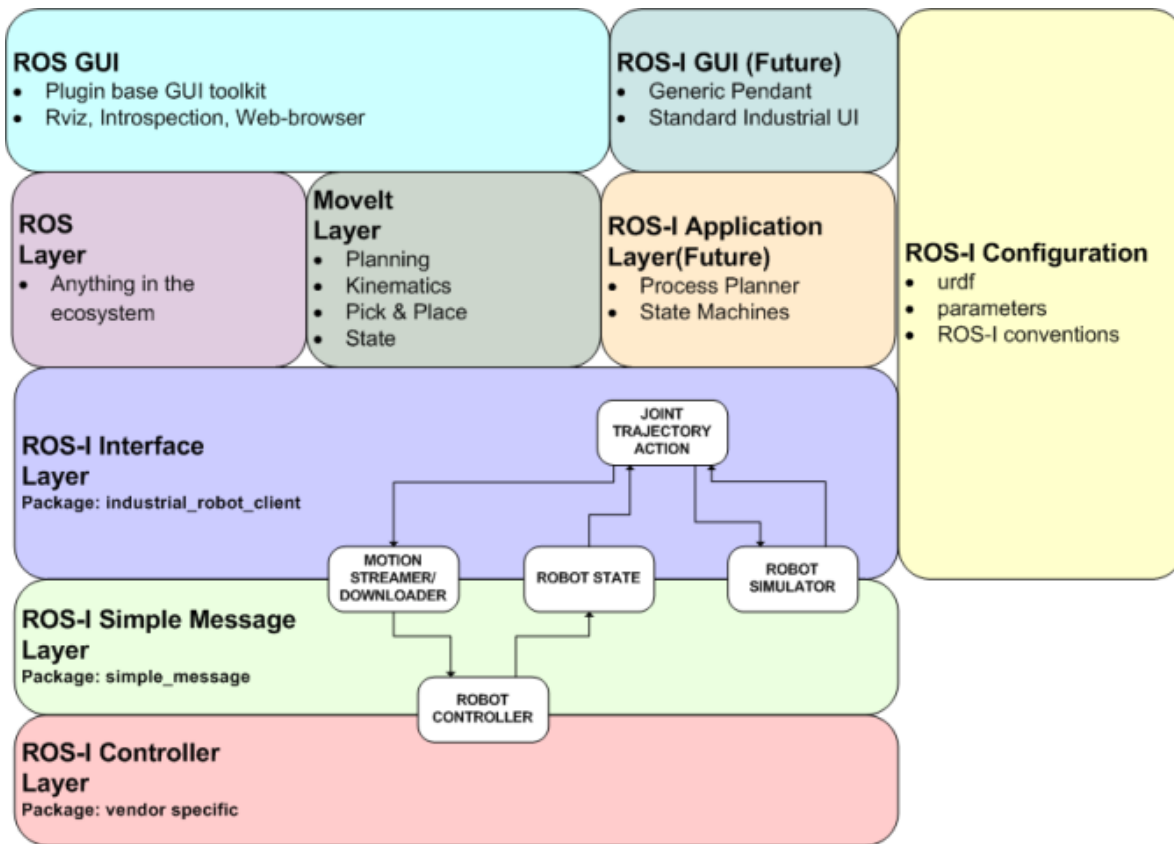 ROS GUI
• Plugin base GUI toolkit
• Rviz, Introspection, Web-browser
ROS-I GUI (Future)
• Generic Pendant
• Standard Industrial UI
ROS
Layer
• Anything in the
ecosystem
MoveIt
Layer
• Planning
• Kinematics
• Pick & Place
• State
ROS-I Application
Layer(Future)
• Process Planner
• State Machines
ROS-I Configuration
• urdf
• parameters
• ROS-I conventions
ROS-I Interface
Layer
Package: industrial_robot_client
JOINT
TRAJECTORY
ACTION
MOTION
STREAMER/
DOWNLOADER
ROBOT STATE
ROBOT
SIMULATOR
ROS-I Simple Message
Layer
Package: simple_message
ROBOT
CONTROLLER
ROS-I Controller
Layer
Package: vendor specific